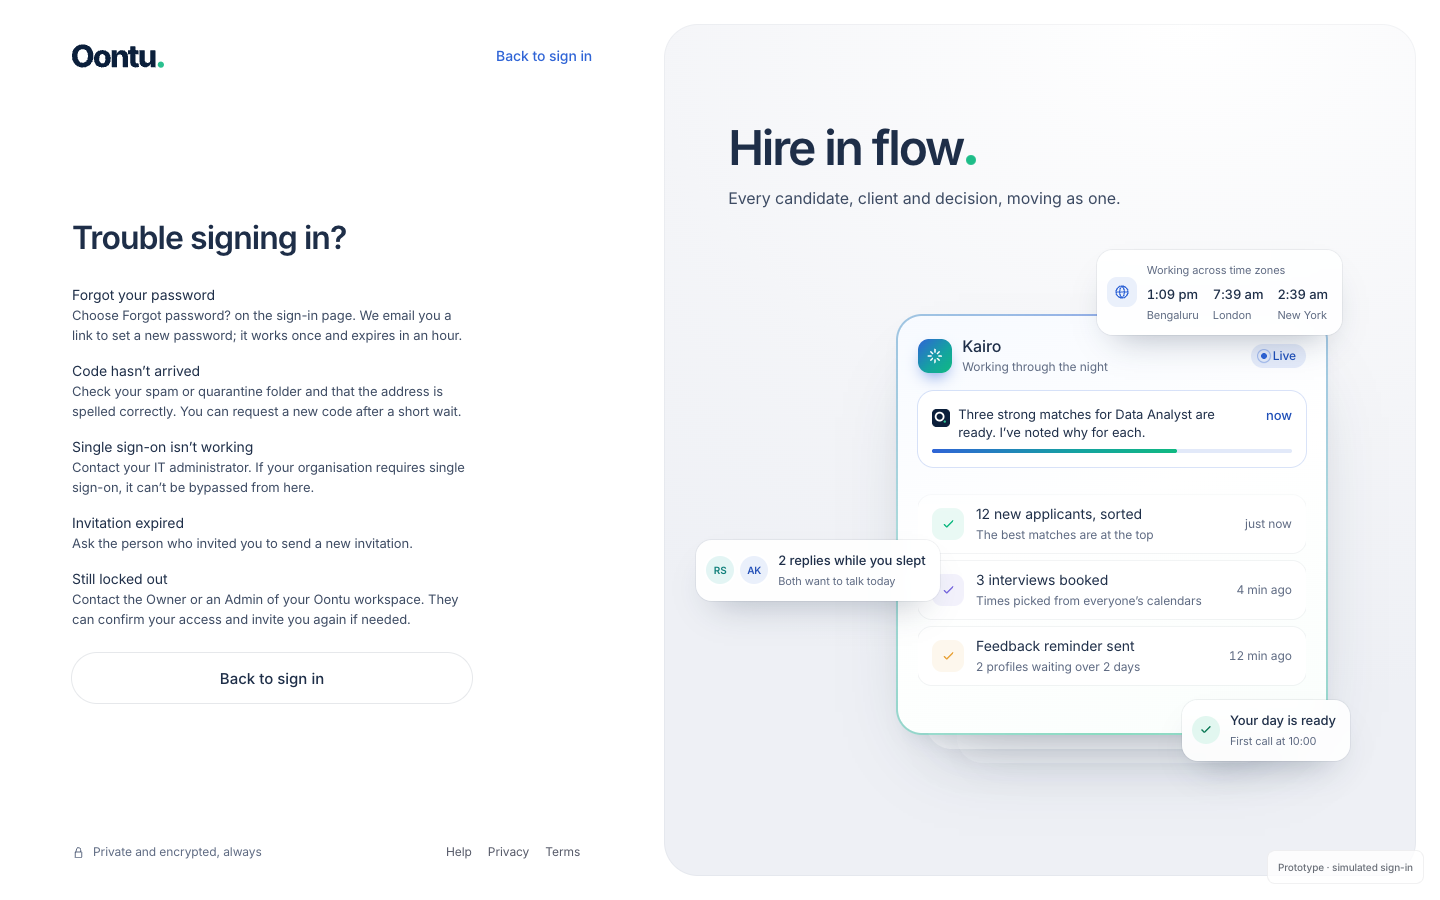 Oontu.
Back to sign in
Trouble signing in?
Forgot your password
Choose Forgot password? on the sign-in page. We email you a
link to set a new password; it works once and expires in an hour.
Code hasn’t arrived
Check your spam or quarantine folder and that the address is
spelled correctly. You can request a new code after a short wait.
Single sign-on isn’t working
Contact your IT administrator. If your organisation requires single
sign-on, it can’t be bypassed from here.
Invitation expired
Ask the person who invited you to send a new invitation.
Still locked out
Contact the Owner or an Admin of your Oontu workspace. They
can confirm your access and invite you again if needed.
Back to sign in
Private and encrypted, always
Help Privacy Terms
Hire in flow.
Every candidate, client and decision, moving as one.
Working across time zones
1:09 pm 7:39 am 2:39 am
Bengaluru London New York
Kairo
Working through the night
Live
Three strong matches for Data Analyst are
ready. I’ve noted why for each.
now
12 new applicants, sorted
The best matches are at the top
just now
RS AK
2 replies while you slept
Both want to talk today
3 interviews booked
Times picked from everyone’s calendars
4 min ago
Feedback reminder sent
2 profiles waiting over 2 days
12 min ago
Your day is ready
First call at 10:00
Prototype · simulated sign-in